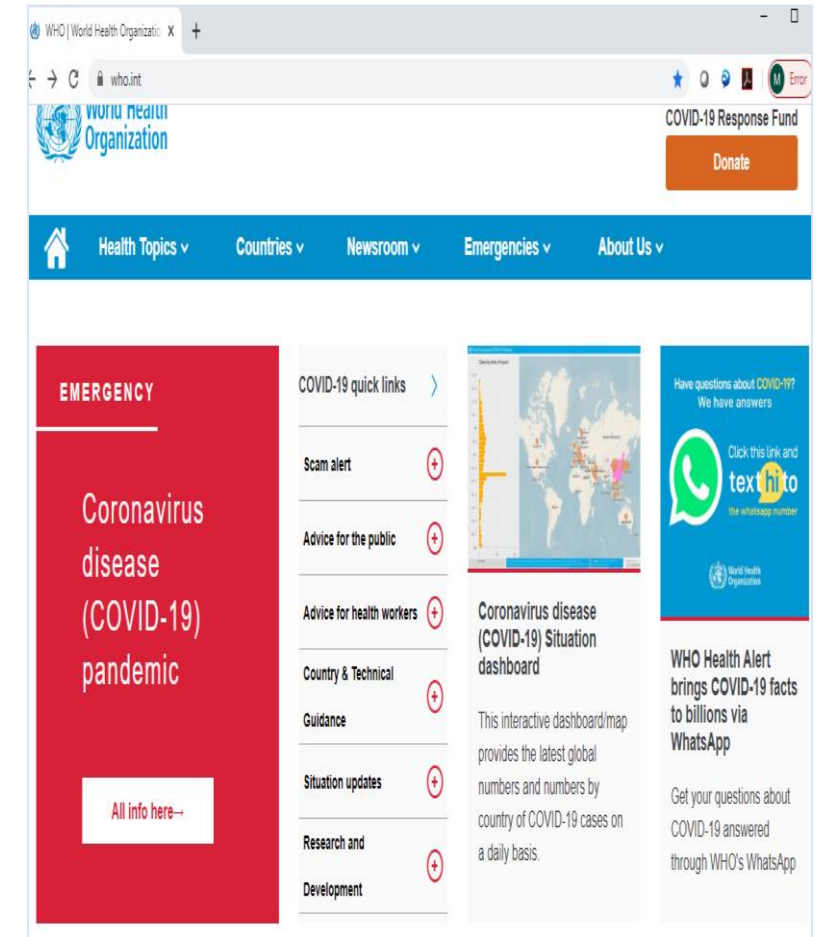 WHO | World Health Organizatio
who.int
M Error
World Health
Organization
COVID-19 Response Fund
Donate
Health Topics
Countries
Newsroom
Emergencies
About Us
EMERGENCY
Coronavirus
disease
(COVID-19)
pandemic
All info here→
COVID-19 quick links
Scam alert
Advice for the public
Advice for health workers
Country & Technical
Guidance
Situation updates
Research and
Development
Coronavirus disease
(COVID-19) Situation
dashboard
This interactive dashboard/map
provides the latest global
numbers and numbers by
country of COVID-19 cases on
a daily basis.
Have questions about COVID-19?
We have answers
Click this link and
text hi to
the whatsapp number
World Health
Organization
WHO Health Alert
brings COVID-19 facts
to billions via
WhatsApp
Get your questions about
COVID-19 answered
through WHO's WhatsApp